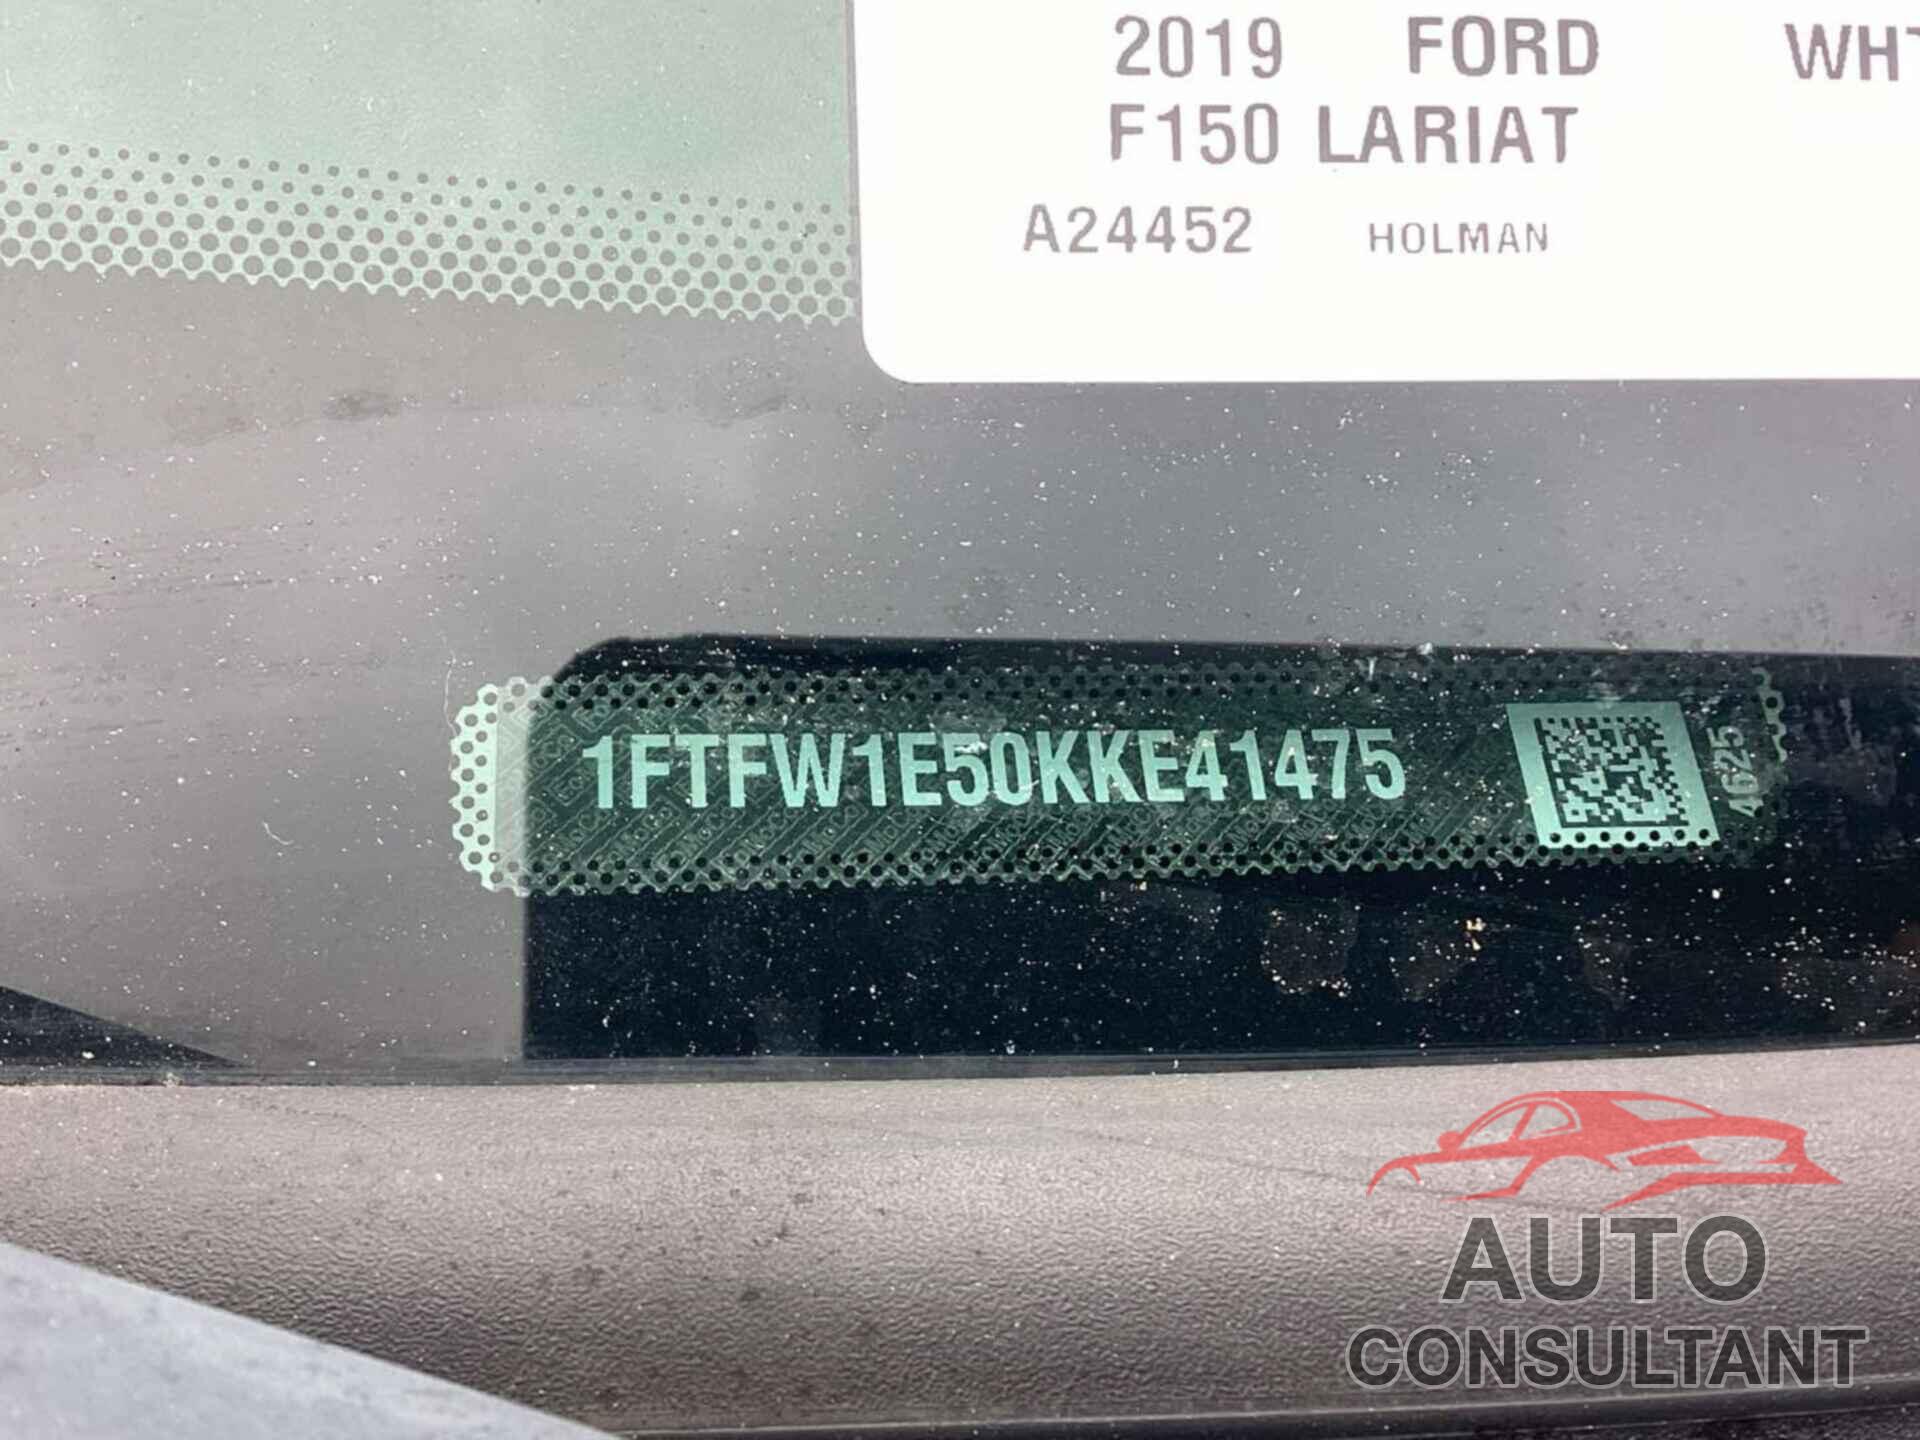 2019 FORD WHT
F150 LARIAT
A24452 HOLMAN
1FTFW1E50KKE41475
4625
AUTO
CONSULTANT